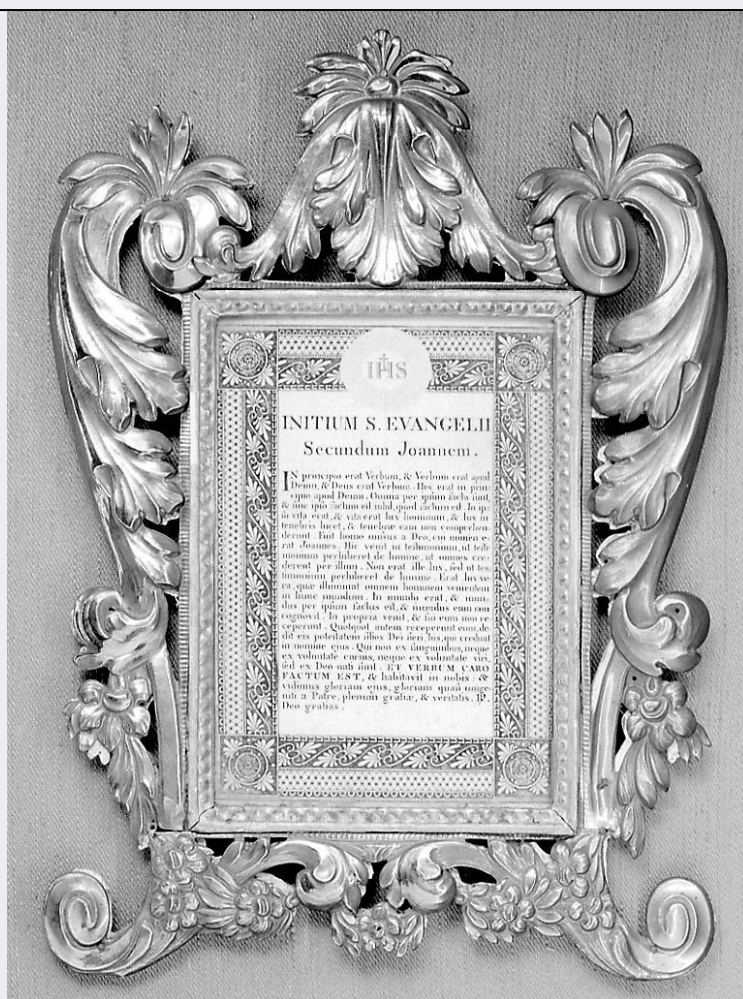 IHS
INITIUM S. EVANGELII
Secundum Joannem.
IN principio erat Verbum, & Verbum erat apud
Deum, & Deus erat Verbum. Hoc erat in prin-
cipio apud Deum. Omnia per ipsum facta sunt,
& sine ipso factum est nihil, quod factum est. In ip-
so vita erat, & vita erat lux hominum, & lux in
tenebris lucet, & tenebræ eam non comprehen-
derunt. Fuit homo missus a Deo, cui nomen e-
rat Joannes. Hic venit in testimonium, ut testi-
monium perhiberet de lumine, ut omnes cre-
derent per illum. Non erat ille lux, sed ut tes-
timonium perhiberet de lumine. Erat lux ve-
ra, quæ illuminat omnem hominem venientem
in hunc mundum. In mundo erat, & mun-
dus per ipsum factus est, & mundus eum non
cognovit. In propria venit, & sui eum non re-
ceperunt. Quotquot autem receperunt eum, de-
dit eis potestatem filios Dei fieri, his, qui credunt
in nomine ejus. Qui non ex sanguinibus, neque
ex voluntate carnis, neque ex voluntate viri,
sed ex Deo nati sunt. ET VERBUM CARO
FACTUM EST, & habitavit in nobis: &
vidimus gloriam ejus, gloriam quasi unige-
niti a Patre, plenum gratiæ, & veritatis. ℟.
Deo gratias.